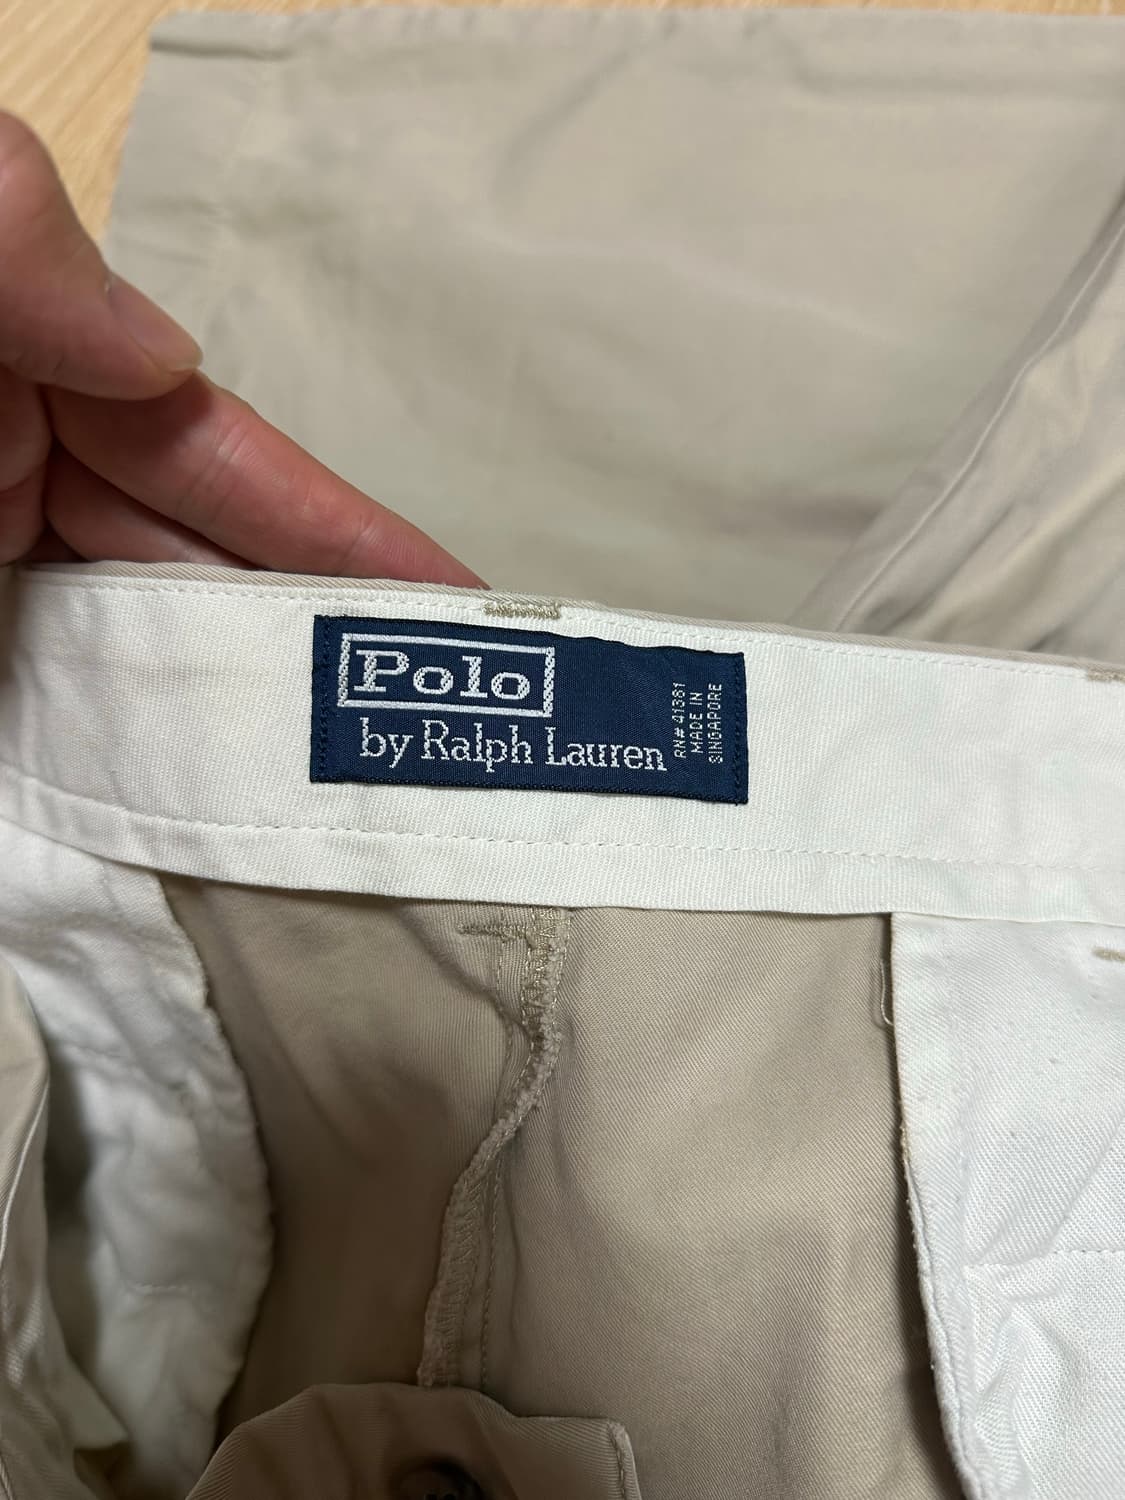 Polo
by Ralph Lauren
RN# 41381
MADE IN
SINGAPORE